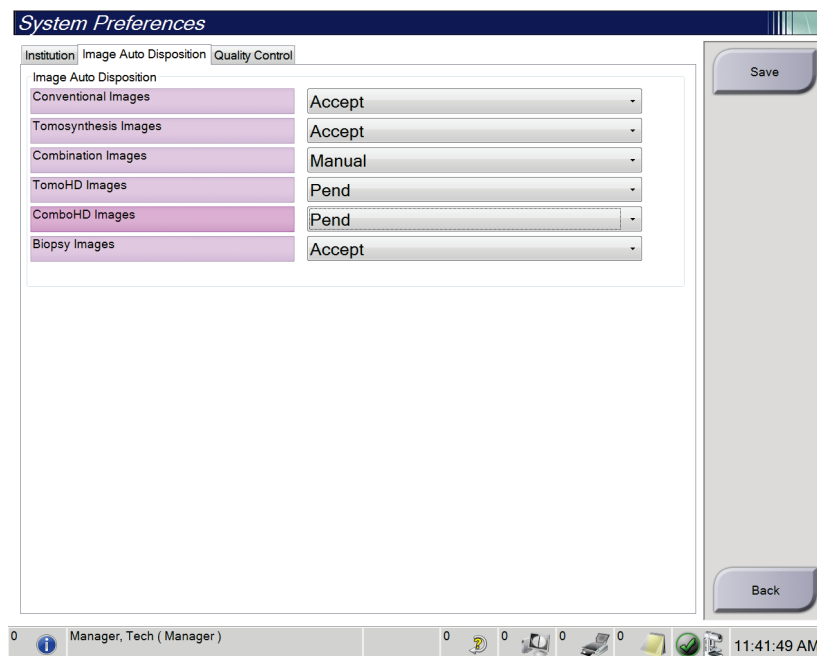 System Preferences
Institution Image Auto Disposition Quality Control
Save
Image Auto Disposition
Conventional Images Accept
Tomosynthesis Images Accept
Combination Images Manual
TomoHD Images Pend
ComboHD Images Pend
Biopsy Images Accept
Back
0 Manager, Tech ( Manager ) 0 0 0 0 11:41:49 AM